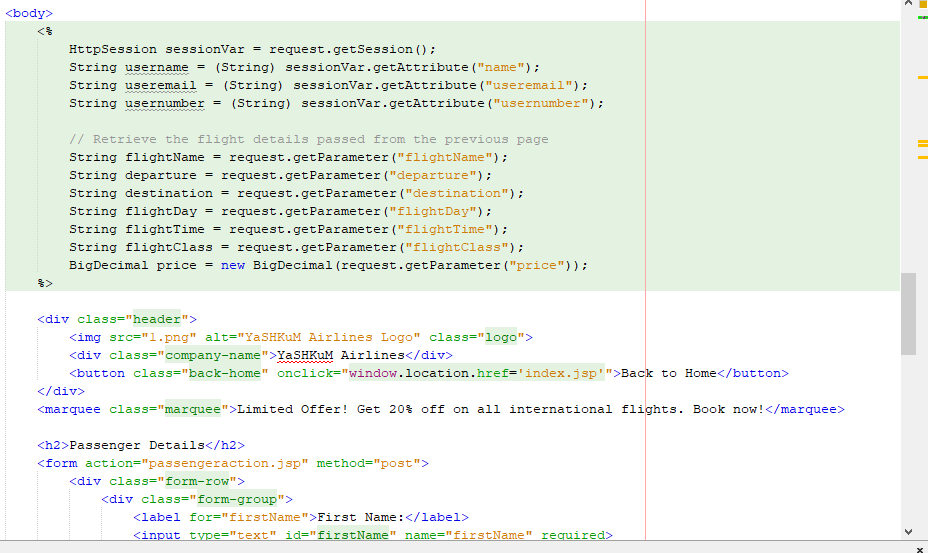 <body>
<%
HttpSession sessionVar = request.getSession();
String username = (String) sessionVar.getAttribute("name");
String useremail = (String) sessionVar.getAttribute("useremail");
String usernumber = (String) sessionVar.getAttribute("usernumber");
// Retrieve the flight details passed from the previous page
String flightName = request.getParameter("flightName");
String departure = request.getParameter("departure");
String destination = request.getParameter("destination");
String flightDay = request.getParameter("flightDay");
String flightTime = request.getParameter("flightTime");
String flightClass = request.getParameter("flightClass");
BigDecimal price = new BigDecimal(request.getParameter("price"));
%>
<div class="header">
<img src="1.png" alt="YaSHKuM Airlines Logo" class="logo">
<div class="company-name">YaSHKuM Airlines</div>
<button class="back-home" onclick="window.location.href='index.jsp'">Back to Home</button>
</div>
<marquee class="marquee">Limited Offer! Get 20% off on all international flights. Book now!</marquee>
<h2>Passenger Details</h2>
<form action="passengeraction.jsp" method="post">
<div class="form-row">
<div class="form-group">
<label for="firstName">First Name:</label>
<input type="text" id="firstName" name="firstName" required>